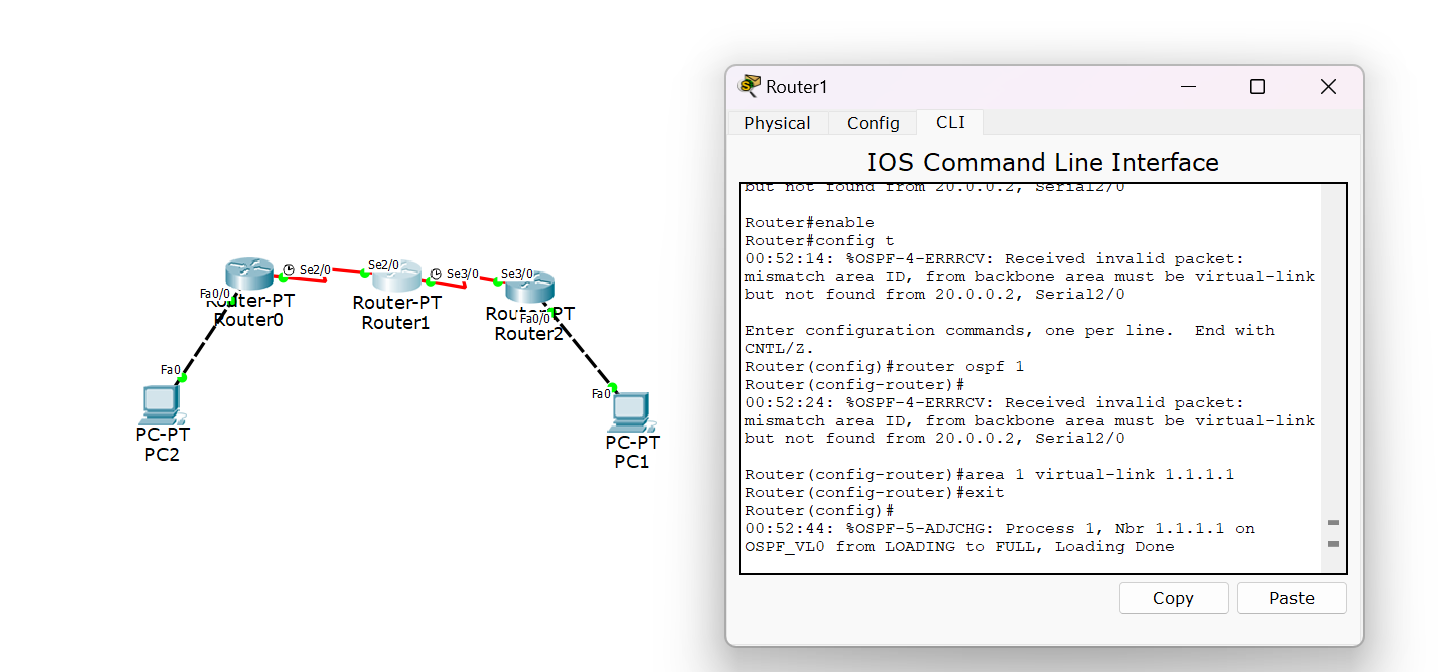 Se2/0
Se2/0
Se3/0
Se3/0
Fa0/0
Router-PT
Router0
Router-PT
Router1
Router-PT
Fa0/0
Router2
Fa0
PC-PT
PC2
Fa0
PC-PT
PC1
Router1
Physical
Config
CLI
IOS Command Line Interface
but not found from 20.0.0.2, Serial2/0
Router#enable
Router#config t
00:52:14: %OSPF-4-ERRRCV: Received invalid packet:
mismatch area ID, from backbone area must be virtual-link
but not found from 20.0.0.2, Serial2/0
Enter configuration commands, one per line.  End with
CNTL/Z.
Router(config)#router ospf 1
Router(config-router)#
00:52:24: %OSPF-4-ERRRCV: Received invalid packet:
mismatch area ID, from backbone area must be virtual-link
but not found from 20.0.0.2, Serial2/0
Router(config-router)#area 1 virtual-link 1.1.1.1
Router(config-router)#exit
Router(config)#
00:52:44: %OSPF-5-ADJCHG: Process 1, Nbr 1.1.1.1 on
OSPF_VL0 from LOADING to FULL, Loading Done
Copy
Paste